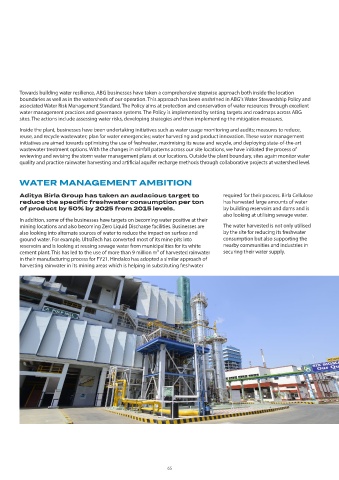 Towards building water resilience, ABG businesses have taken a comprehensive stepwise approach both inside the location
boundaries as well as in the watersheds of our operation. This approach has been enshrined in ABG's Water Stewardship Policy and
associated Water Risk Management Standard. The Policy aims at protection and conservation of water resources through excellent
water management practices and governance systems. The Policy is implemented by setting targets and roadmaps across ABG
sites. The actions include assessing water risks, developing strategies and then implementing the mitigation measures.
Inside the plant, businesses have been undertaking initiatives such as water usage monitoring and audits; measures to reduce,
reuse, and recycle wastewater; plan for water emergencies; water harvesting and product innovation. These water management
initiatives are aimed towards optimising the use of freshwater, maximising its reuse and recycle, and deploying state-of-the-art
wastewater treatment options. With the changes in rainfall patterns across our site locations, we have initiated the process of
reviewing and revising the storm water management plans at our locations. Outside the plant boundary, sites again monitor water
quality and practice rainwater harvesting and artificial aquifer recharge methods through collaborative projects at watershed level.
WATER MANAGEMENT AMBITION
Aditya Birla Group has taken an audacious target to
reduce the specific freshwater consumption per ton
of product by 50% by 2025 from 2015 levels.
In addition, some of the businesses have targets on becoming water positive at their
mining locations and also becoming Zero Liquid Discharge facilities. Businesses are
also looking into alternate sources of water to reduce the impact on surface and
ground water. For example, UltraTech has converted most of its mine pits into
reservoirs and is looking at reusing sewage water from municipalities for its white
cement plant. This has led to the use of more than 9 million m³ of harvested rainwater
in their manufacturing process for FY21. Hindalco has adopted a similar approach of
harvesting rainwater in its mining areas which is helping in substituting freshwater
required for their process. Birla Cellulose
has harvested large amounts of water
by building reservoirs and dams and is
also looking at utilising sewage water.
The water harvested is not only utilised
by the site for reducing its freshwater
consumption but also supporting the
nearby communities and industries in
securing their water supply.
65